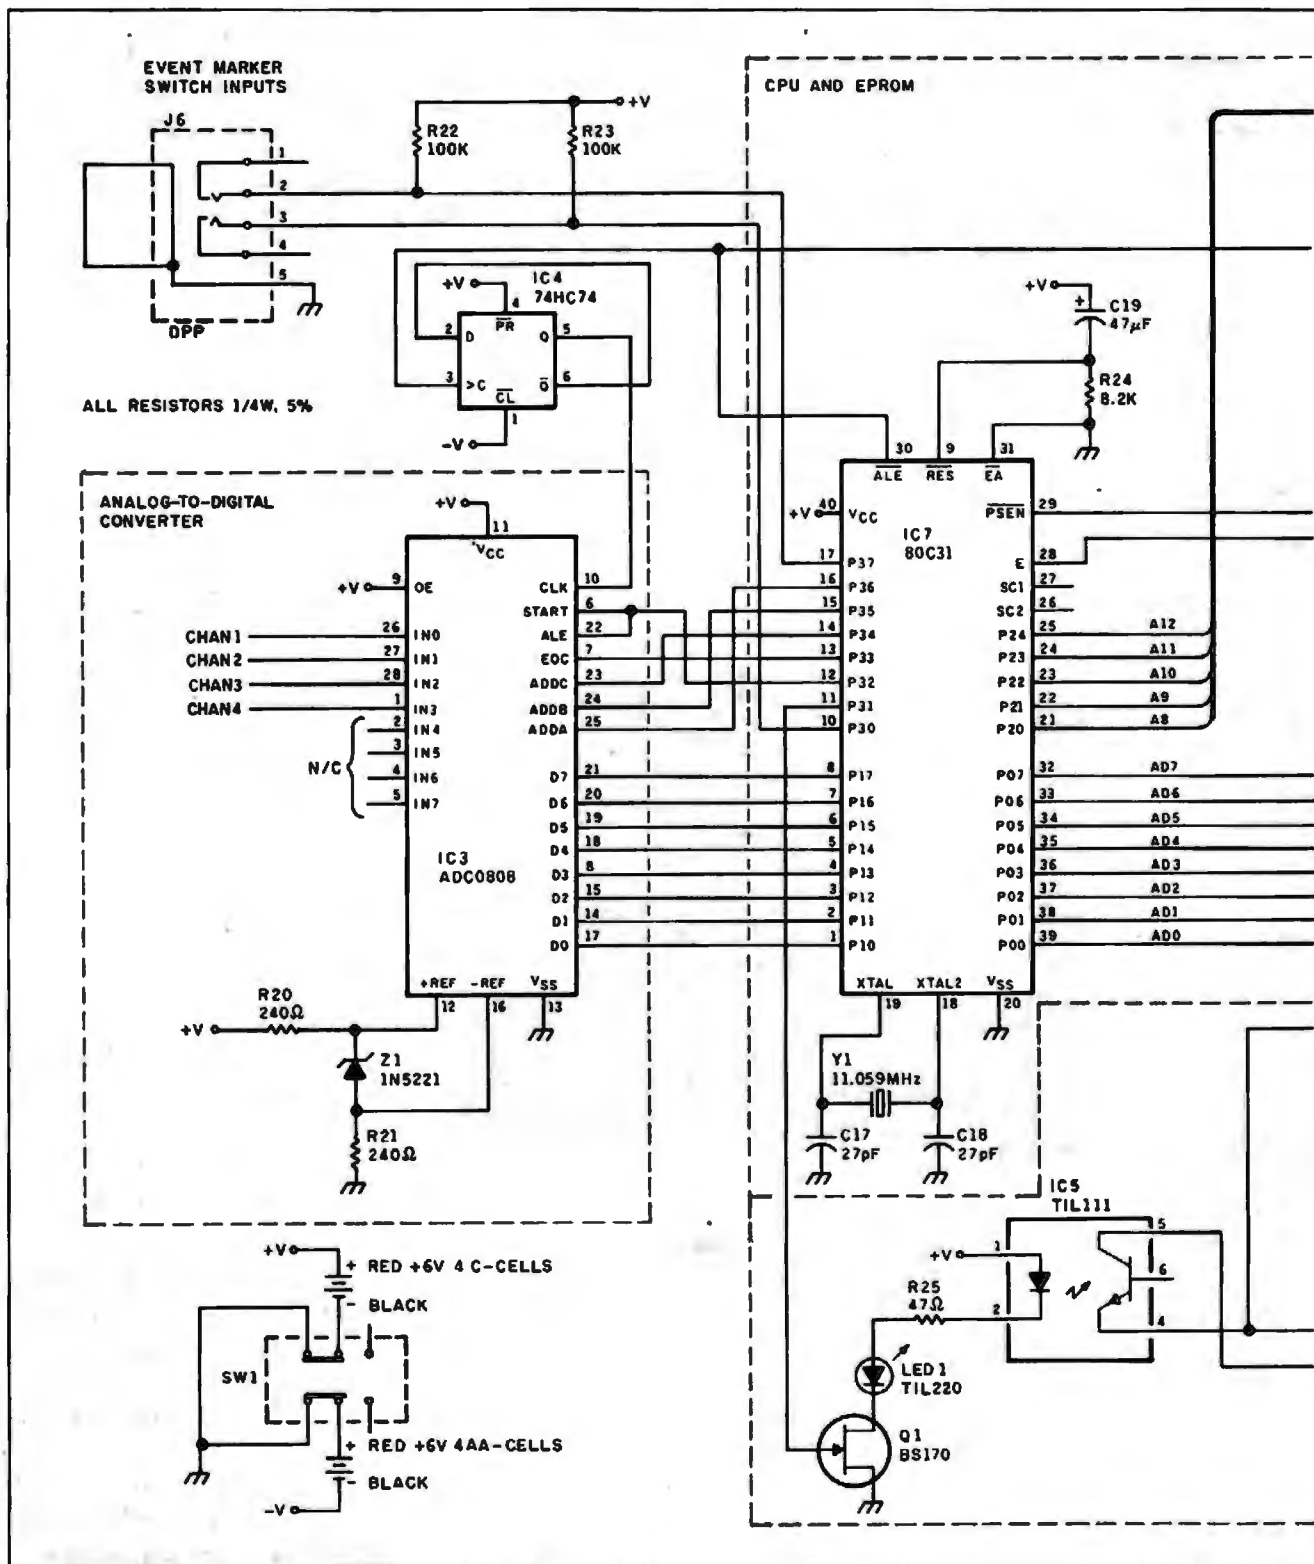 EVENT MARKER
SWITCH INPUTS
J6
1
2
3
4
5
DPP
R22
100K
R23
100K
+V
CPU AND EPROM
ALL RESISTORS 1/4W, 5%
IC4
74HC74
+V
4
PR
2
D
Q
5
3
>C
Q
6
CL
1
-V
+V
C19
+
47µF
R24
8.2K
ANALOG-TO-DIGITAL
CONVERTER
+V
11
VCC
+V
9
OE
CLK
10
START
6
ALE
22
EOC
7
ADDC
23
ADDB
24
ADDA
25
CHAN1
26
IN0
CHAN2
27
IN1
CHAN3
28
IN2
CHAN4
1
IN3
N/C
2
IN4
3
IN5
4
IN6
5
IN7
D7
21
D6
20
D5
19
D4
18
D3
8
D2
15
D1
14
D0
17
IC3
ADC0808
+REF
-REF
VSS
12
16
13
R20
240Ω
+V
Z1
1N5221
R21
240Ω
30
9
31
ALE
RES
EA
+V
40
VCC
IC7
80C31
PSEN
29
17
P37
E
28
16
P36
SC1
27
15
P35
SC2
26
14
P34
P24
25
A12
13
P33
P23
24
A11
12
P32
P22
23
A10
11
P31
P21
22
A9
10
P30
P20
21
A8
8
P17
P07
32
AD7
7
P16
P06
33
AD6
6
P15
P05
34
AD5
5
P14
P04
35
AD4
4
P13
P03
36
AD3
3
P12
P02
37
AD2
2
P11
P01
38
AD1
1
P10
P00
39
AD0
XTAL
XTAL2
VSS
19
18
20
Y1
11.059MHz
C17
27pF
C18
27pF
IC5
TIL111
+V
1
2
5
6
4
R25
47Ω
LED1
TIL220
Q1
BS170
+V
+ RED +6V 4 C-CELLS
- BLACK
SW1
+ RED +6V 4AA-CELLS
- BLACK
-V